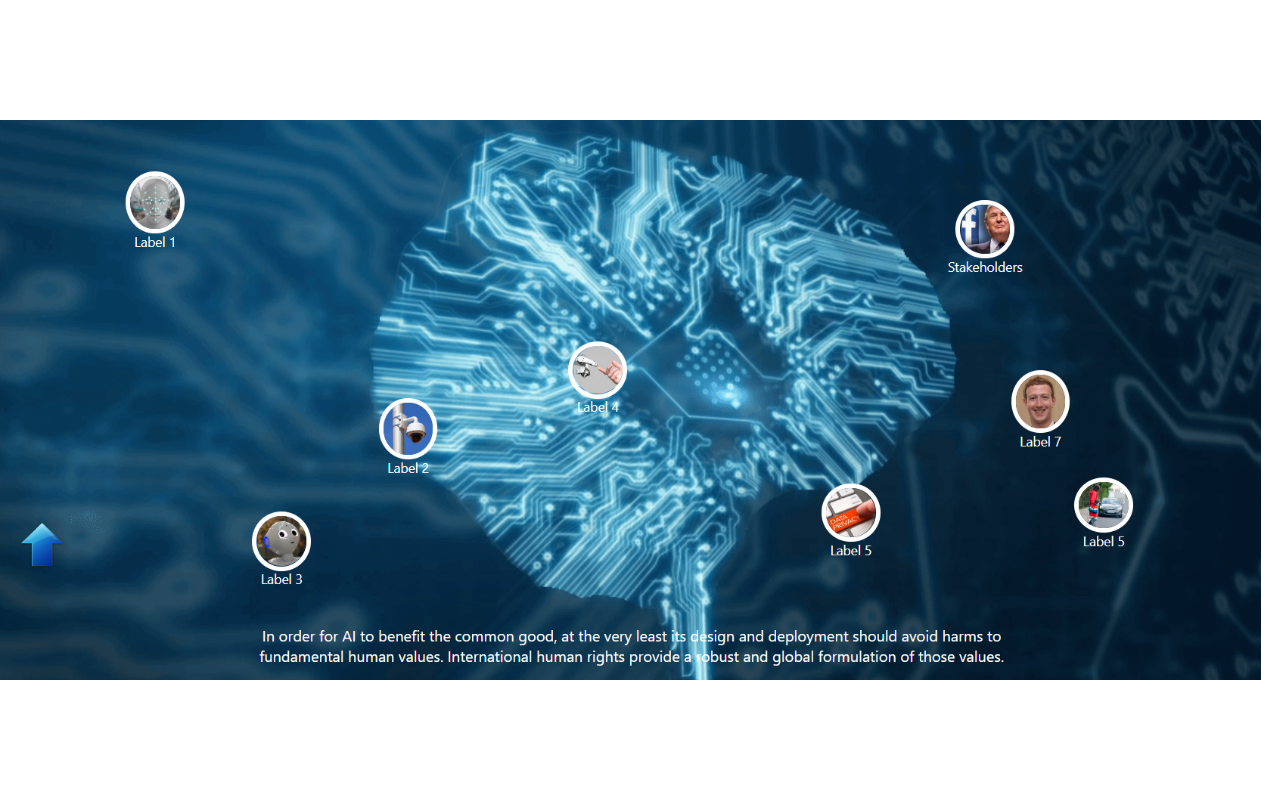 Label 1
f
Stakeholders
Label 4
Label 7
Label 2
DATA
PRIVACY
Label 5
Label 5
Label 3
In order for AI to benefit the common good, at the very least its design and deployment should avoid harms to
fundamental human values. International human rights provide a robust and global formulation of those values.